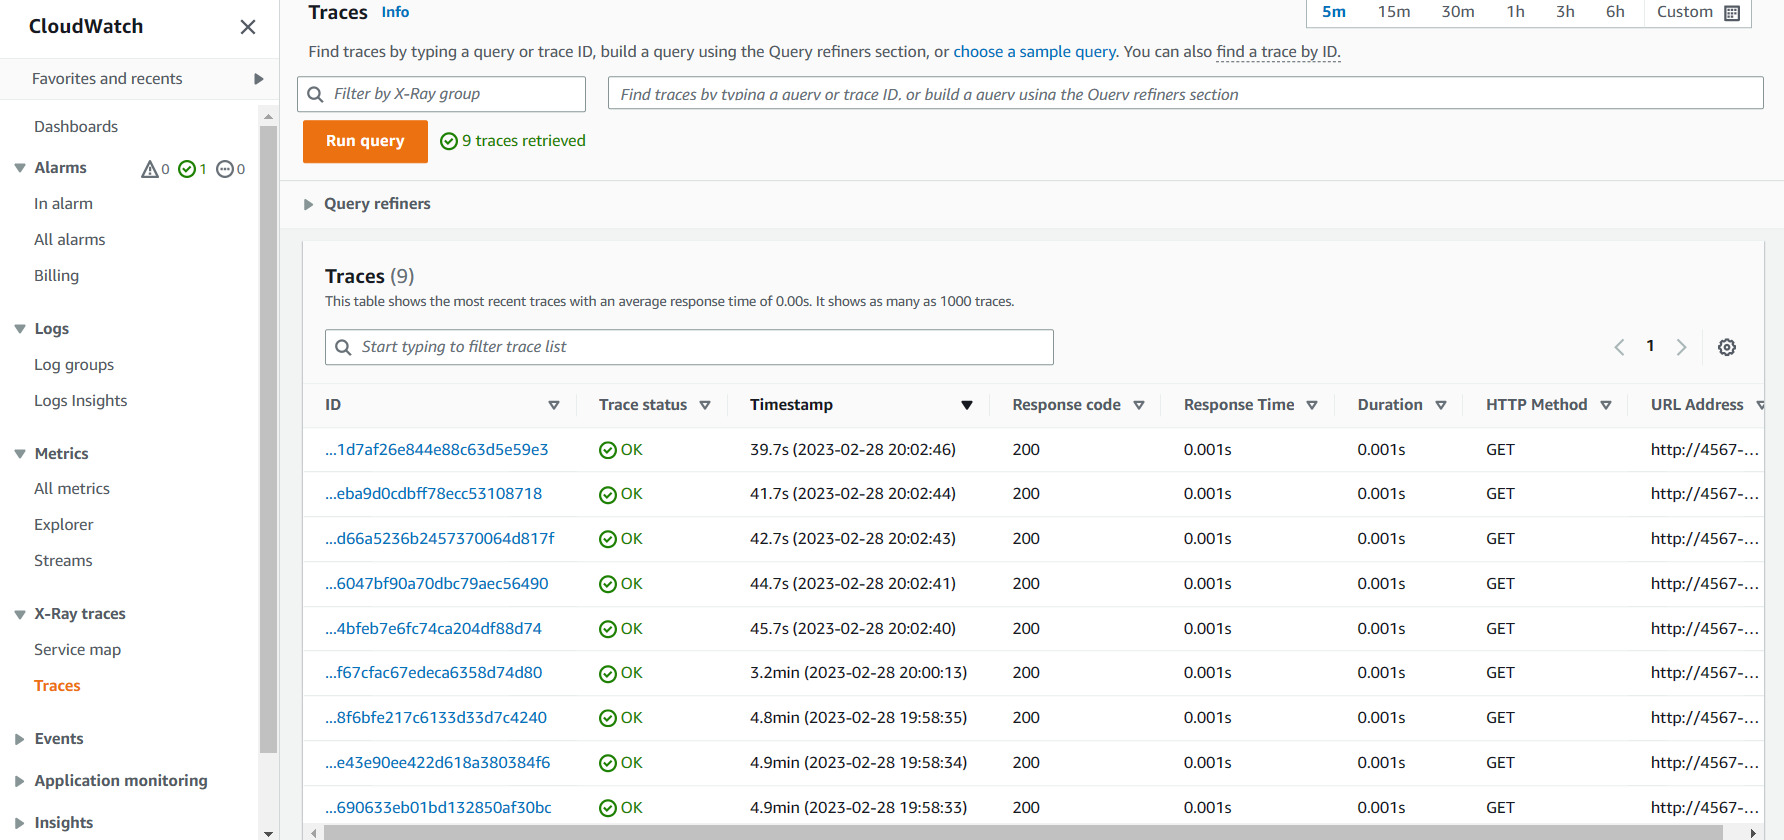 CloudWatch
Favorites and recents
Dashboards
Alarms 0 1 0
In alarm
All alarms
Billing
Logs
Log groups
Logs Insights
Metrics
All metrics
Explorer
Streams
X-Ray traces
Service map
Traces
Events
Application monitoring
Insights
Traces Info
5m 15m 30m 1h 3h 6h Custom
Find traces by typing a query or trace ID, build a query using the Query refiners section, or choose a sample query. You can also find a trace by ID.
Filter by X-Ray group
Find traces by typing a query or trace ID, or build a query using the Query refiners section
Run query 9 traces retrieved
Query refiners
Traces (9)
This table shows the most recent traces with an average response time of 0.00s. It shows as many as 1000 traces.
Start typing to filter trace list
1
ID Trace status Timestamp Response code Response Time Duration HTTP Method URL Address
...1d7af26e844e88c63d5e59e3 OK 39.7s (2023-02-28 20:02:46) 200 0.001s 0.001s GET http://4567-...
...eba9d0cdbff78ecc53108718 OK 41.7s (2023-02-28 20:02:44) 200 0.001s 0.001s GET http://4567-...
...d66a5236b2457370064d817f OK 42.7s (2023-02-28 20:02:43) 200 0.001s 0.001s GET http://4567-...
...6047bf90a70dbc79aec56490 OK 44.7s (2023-02-28 20:02:41) 200 0.001s 0.001s GET http://4567-...
...4bfeb7e6fc74ca204df88d74 OK 45.7s (2023-02-28 20:02:40) 200 0.001s 0.001s GET http://4567-...
...f67cfac67edeca6358d74d80 OK 3.2min (2023-02-28 20:00:13) 200 0.001s 0.001s GET http://4567-...
...8f6bfe217c6133d33d7c4240 OK 4.8min (2023-02-28 19:58:35) 200 0.001s 0.001s GET http://4567-...
...e43e90ee422d618a380384f6 OK 4.9min (2023-02-28 19:58:34) 200 0.001s 0.001s GET http://4567-...
...690633eb01bd132850af30bc OK 4.9min (2023-02-28 19:58:33) 200 0.001s 0.001s GET http://4567-...